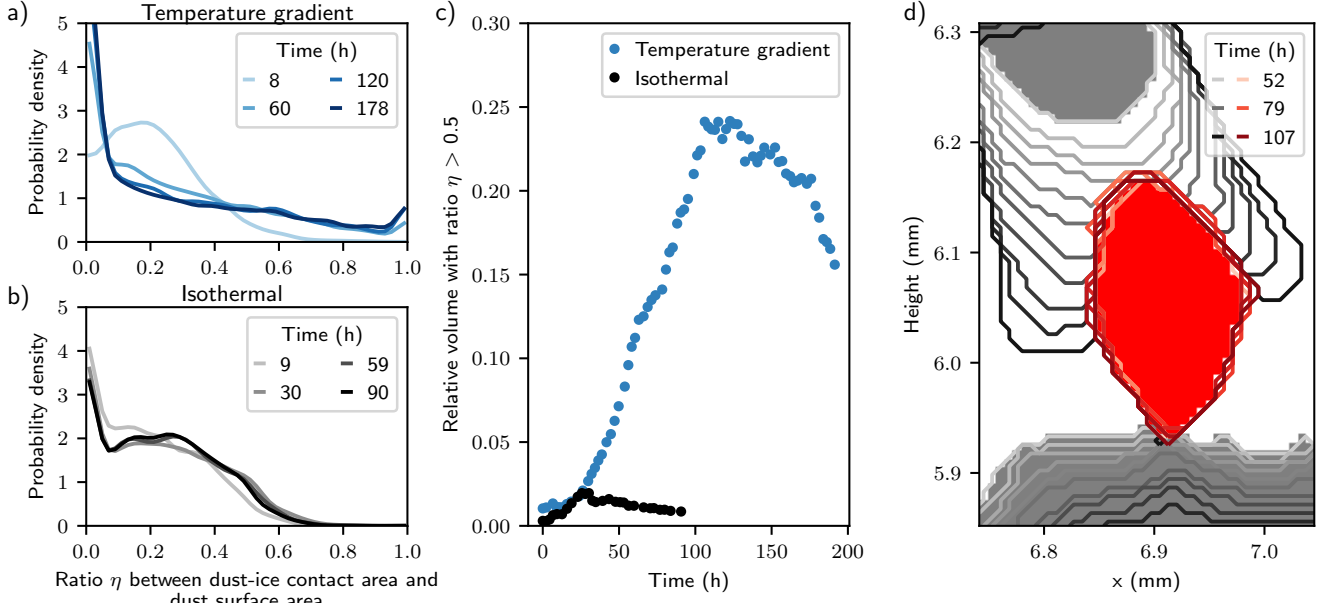 a)
Temperature gradient
Probability density
5
4
3
2
1
0
0.0 0.2 0.4 0.6 0.8 1.0
Time (h)
8 120
60 178
b)
Isothermal
Probability density
5
4
3
2
1
0
0.0 0.2 0.4 0.6 0.8 1.0
Time (h)
9 59
30 90
Ratio η between dust-ice contact area and
dust surface area
c)
Relative volume with ratio η > 0.5
0.30
0.25
0.20
0.15
0.10
0.05
0.00
0 50 100 150 200
Time (h)
Temperature gradient
Isothermal
d)
Height (mm)
6.3
6.2
6.1
6.0
5.9
6.8 6.9 7.0
x (mm)
Time (h)
52
79
107